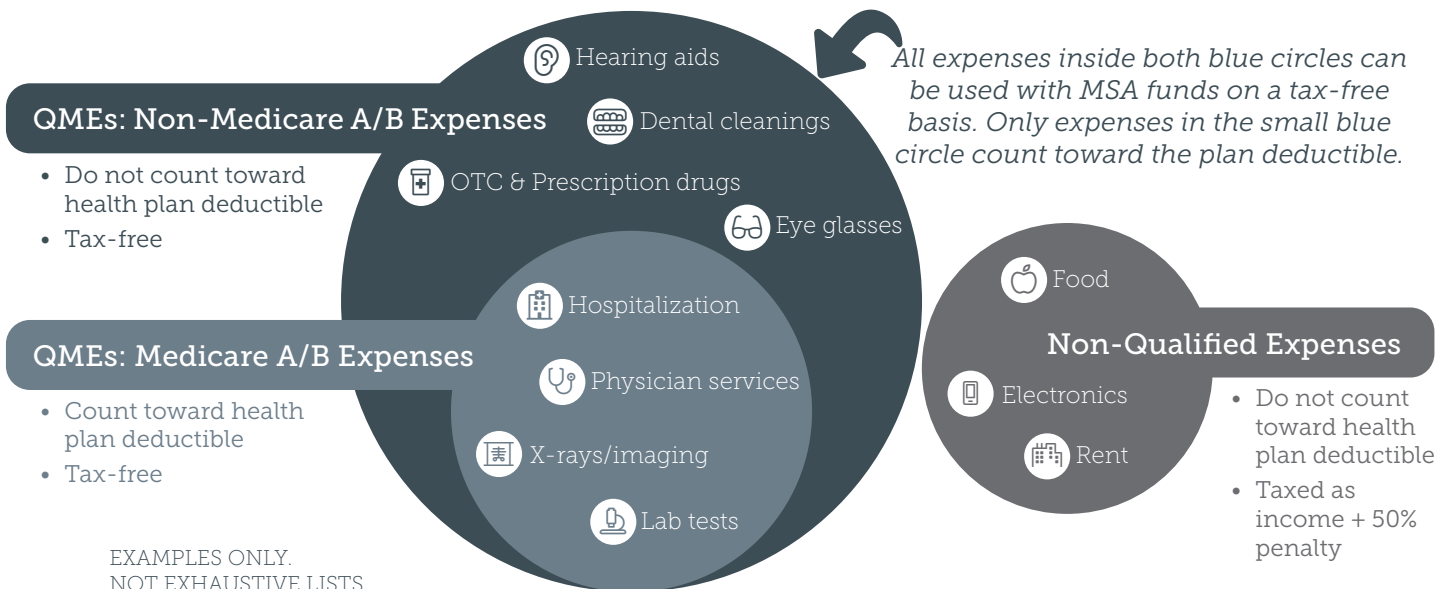 Hearing aids
All expenses inside both blue circles can
be used with MSA funds on a tax-free
basis. Only expenses in the small blue
circle count toward the plan deductible.
QMEs: Non-Medicare A/B Expenses
Dental cleanings
• Do not count toward
health plan deductible
• Tax-free
OTC & Prescription drugs
Eye glasses
Hospitalization
QMEs: Medicare A/B Expenses
Physician services
• Count toward health
plan deductible
• Tax-free
X-rays/imaging
Lab tests
Food
Non-Qualified Expenses
Electronics
Rent
• Do not count
toward health
plan deductible
• Taxed as
income + 50%
penalty
EXAMPLES ONLY.
NOT EXHAUSTIVE LISTS